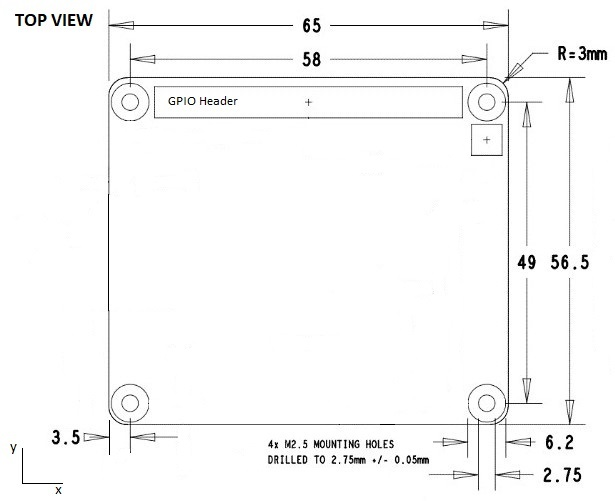 TOP VIEW
65
58
R=3mm
GPIO Header
49
56.5
3.5
4x M2.5 MOUNTING HOLES
DRILLED TO 2.75mm +/- 0.05mm
6.2
2.75
y
x